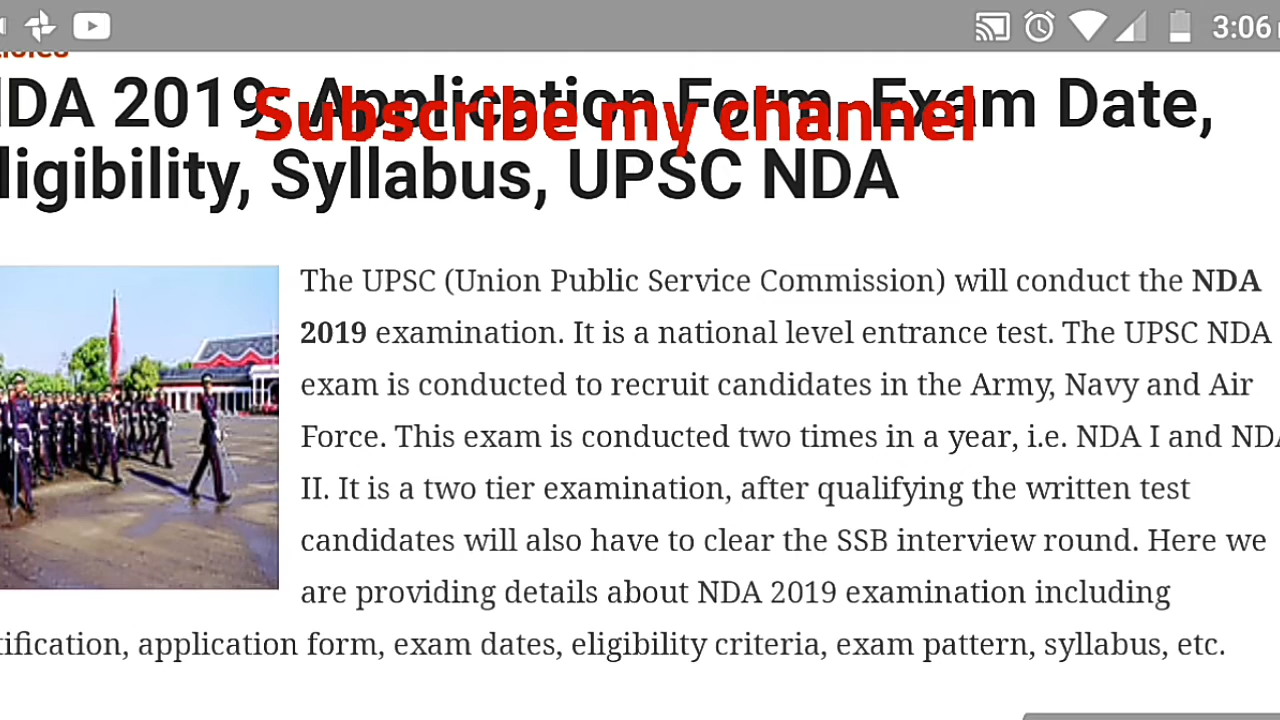 3:06
NDA 2019: Application Form, Exam Date,
Subscribe my channel
ligibility, Syllabus, UPSC NDA
The UPSC (Union Public Service Commission) will conduct the NDA
2019 examination. It is a national level entrance test. The UPSC NDA
exam is conducted to recruit candidates in the Army, Navy and Air
Force. This exam is conducted two times in a year, i.e. NDA I and NDA
II. It is a two tier examination, after qualifying the written test
candidates will also have to clear the SSB interview round. Here we
are providing details about NDA 2019 examination including
tification, application form, exam dates, eligibility criteria, exam pattern, syllabus, etc.